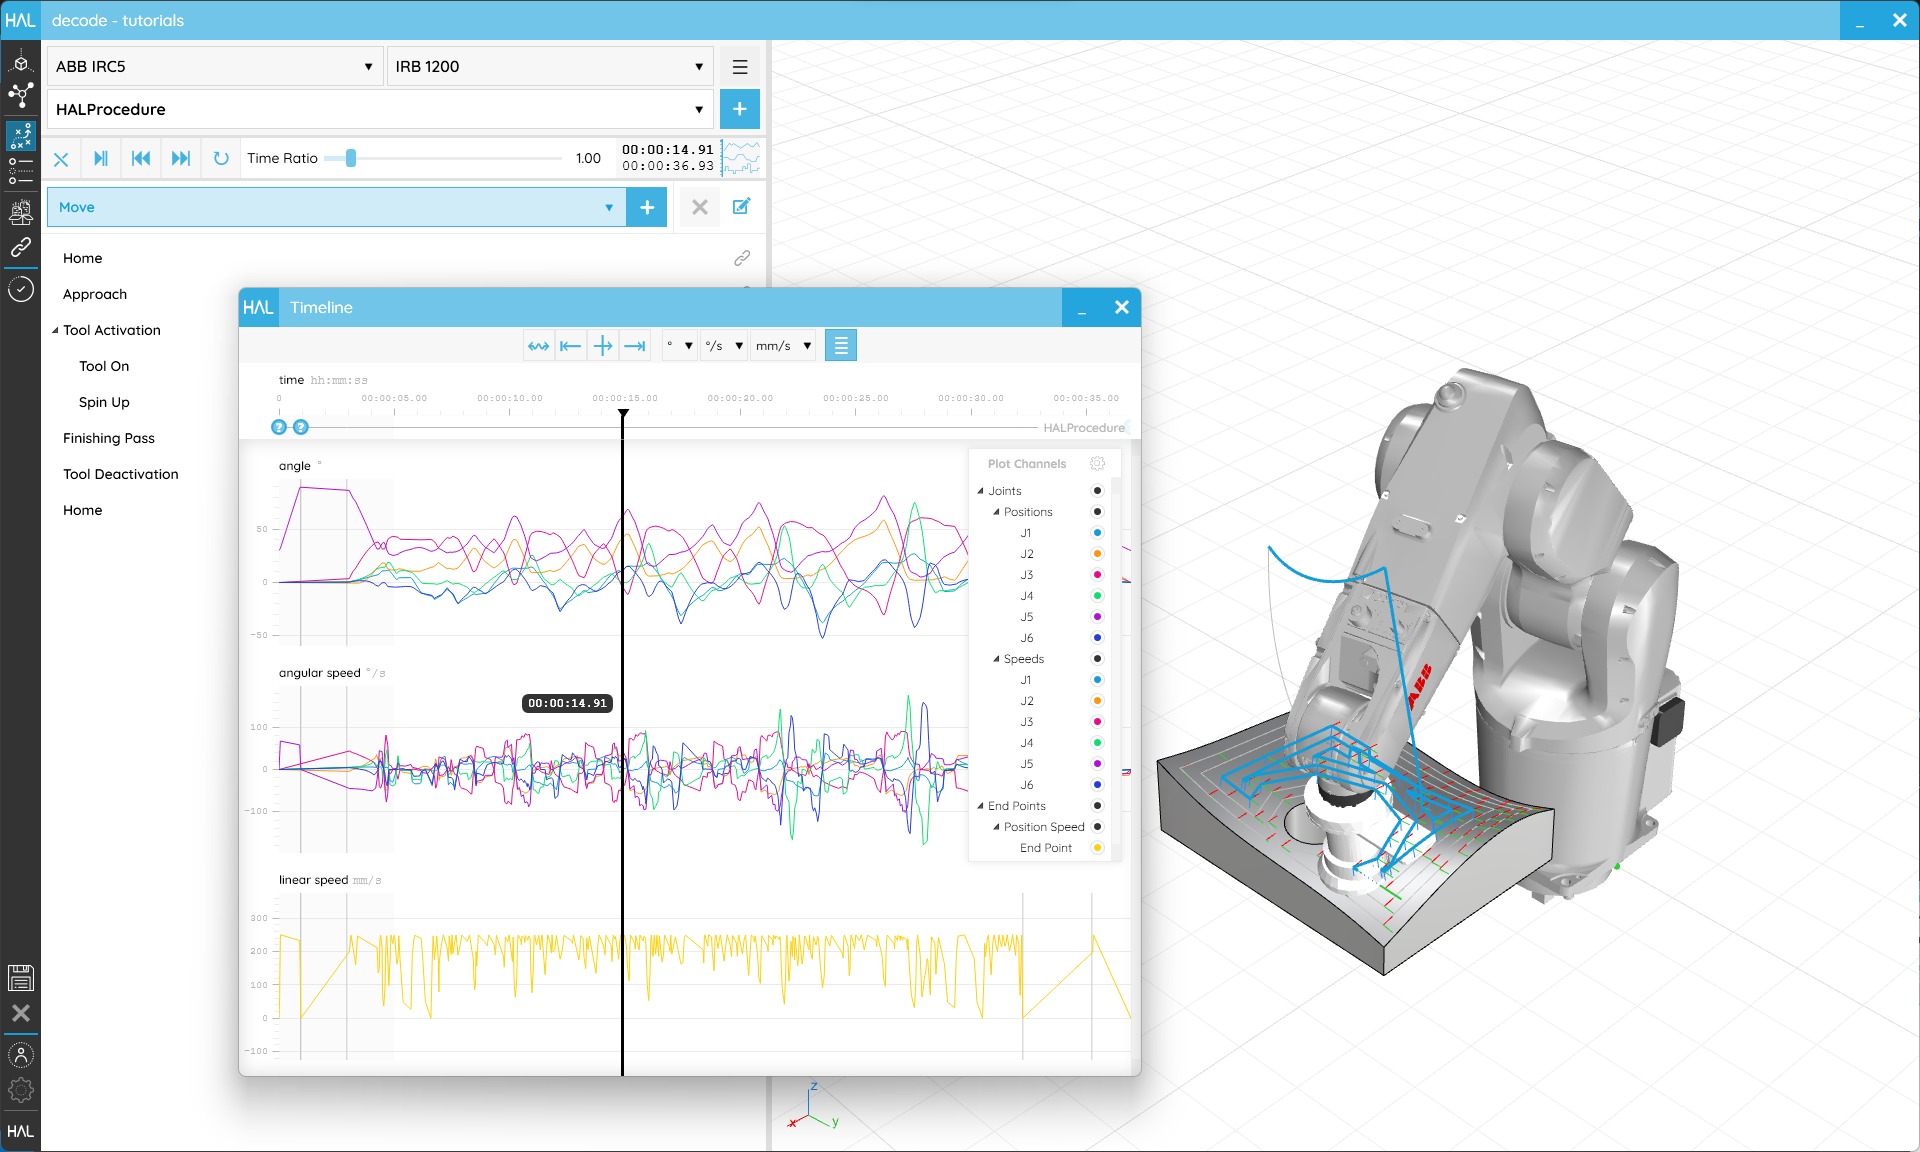 HAL decode - tutorials
ABB IRC5 IRB 1200
HALProcedure
Time Ratio 1.00 00:00:14.91
00:00:36.93
Move
Home
Approach
Tool Activation
Tool On
Spin Up
Finishing Pass
Tool Deactivation
Home
HAL Timeline
° °/s mm/s
time hh:mm:ss
0 00:00:05.00 00:00:10.00 00:00:15.00 00:00:20.00 00:00:25.00 00:00:30.00 00:00:35.00
? ? HALProcedure
angle °
50
0
-50
angular speed °/s
00:00:14.91
100
0
-100
linear speed mm/s
300
200
100
0
-100
Plot Channels
Joints
Positions
J1
J2
J3
J4
J5
J6
Speeds
J1
J2
J3
J4
J5
J6
End Points
Position Speed
End Point
ABB
z
x y
HAL